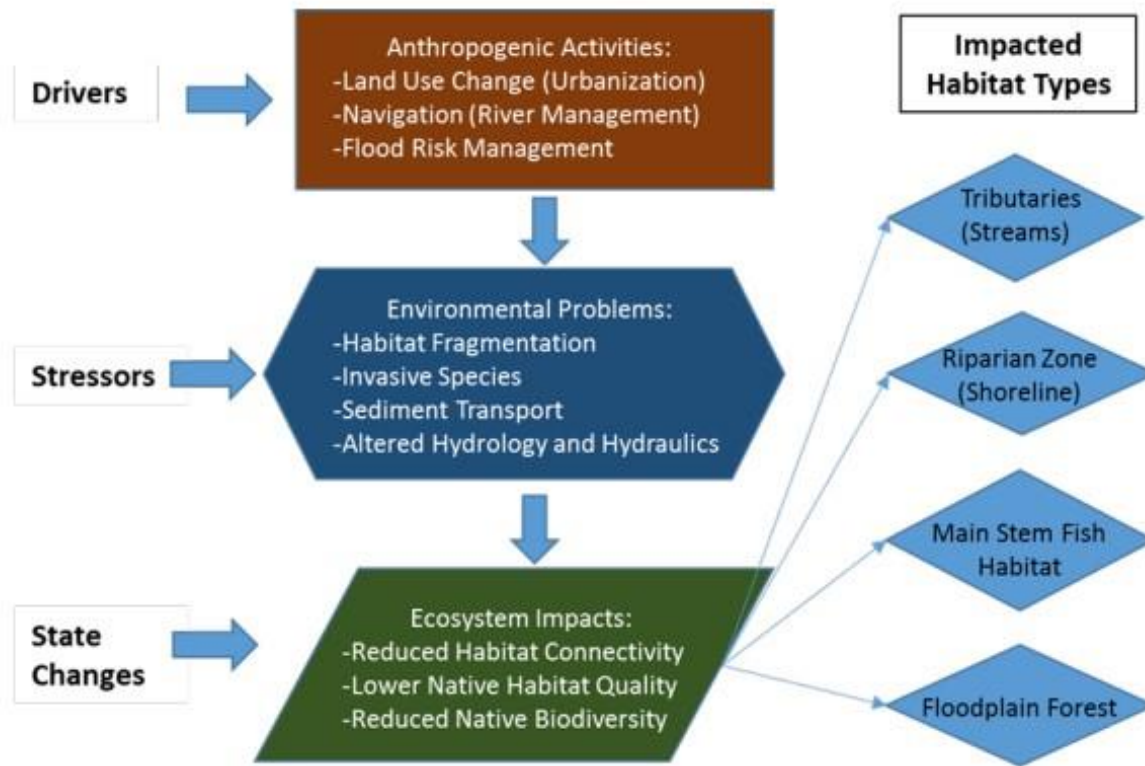 Drivers
Anthropogenic Activities:
-Land Use Change (Urbanization)
-Navigation (River Management)
-Flood Risk Management
Stressors
Environmental Problems:
-Habitat Fragmentation
-Invasive Species
-Sediment Transport
-Altered Hydrology and Hydraulics
State
Changes
Ecosystem Impacts:
-Reduced Habitat Connectivity
-Lower Native Habitat Quality
-Reduced Native Biodiversity
Impacted
Habitat Types
Tributaries
(Streams)
Riparian Zone
(Shoreline)
Main Stem Fish
Habitat
Floodplain Forest